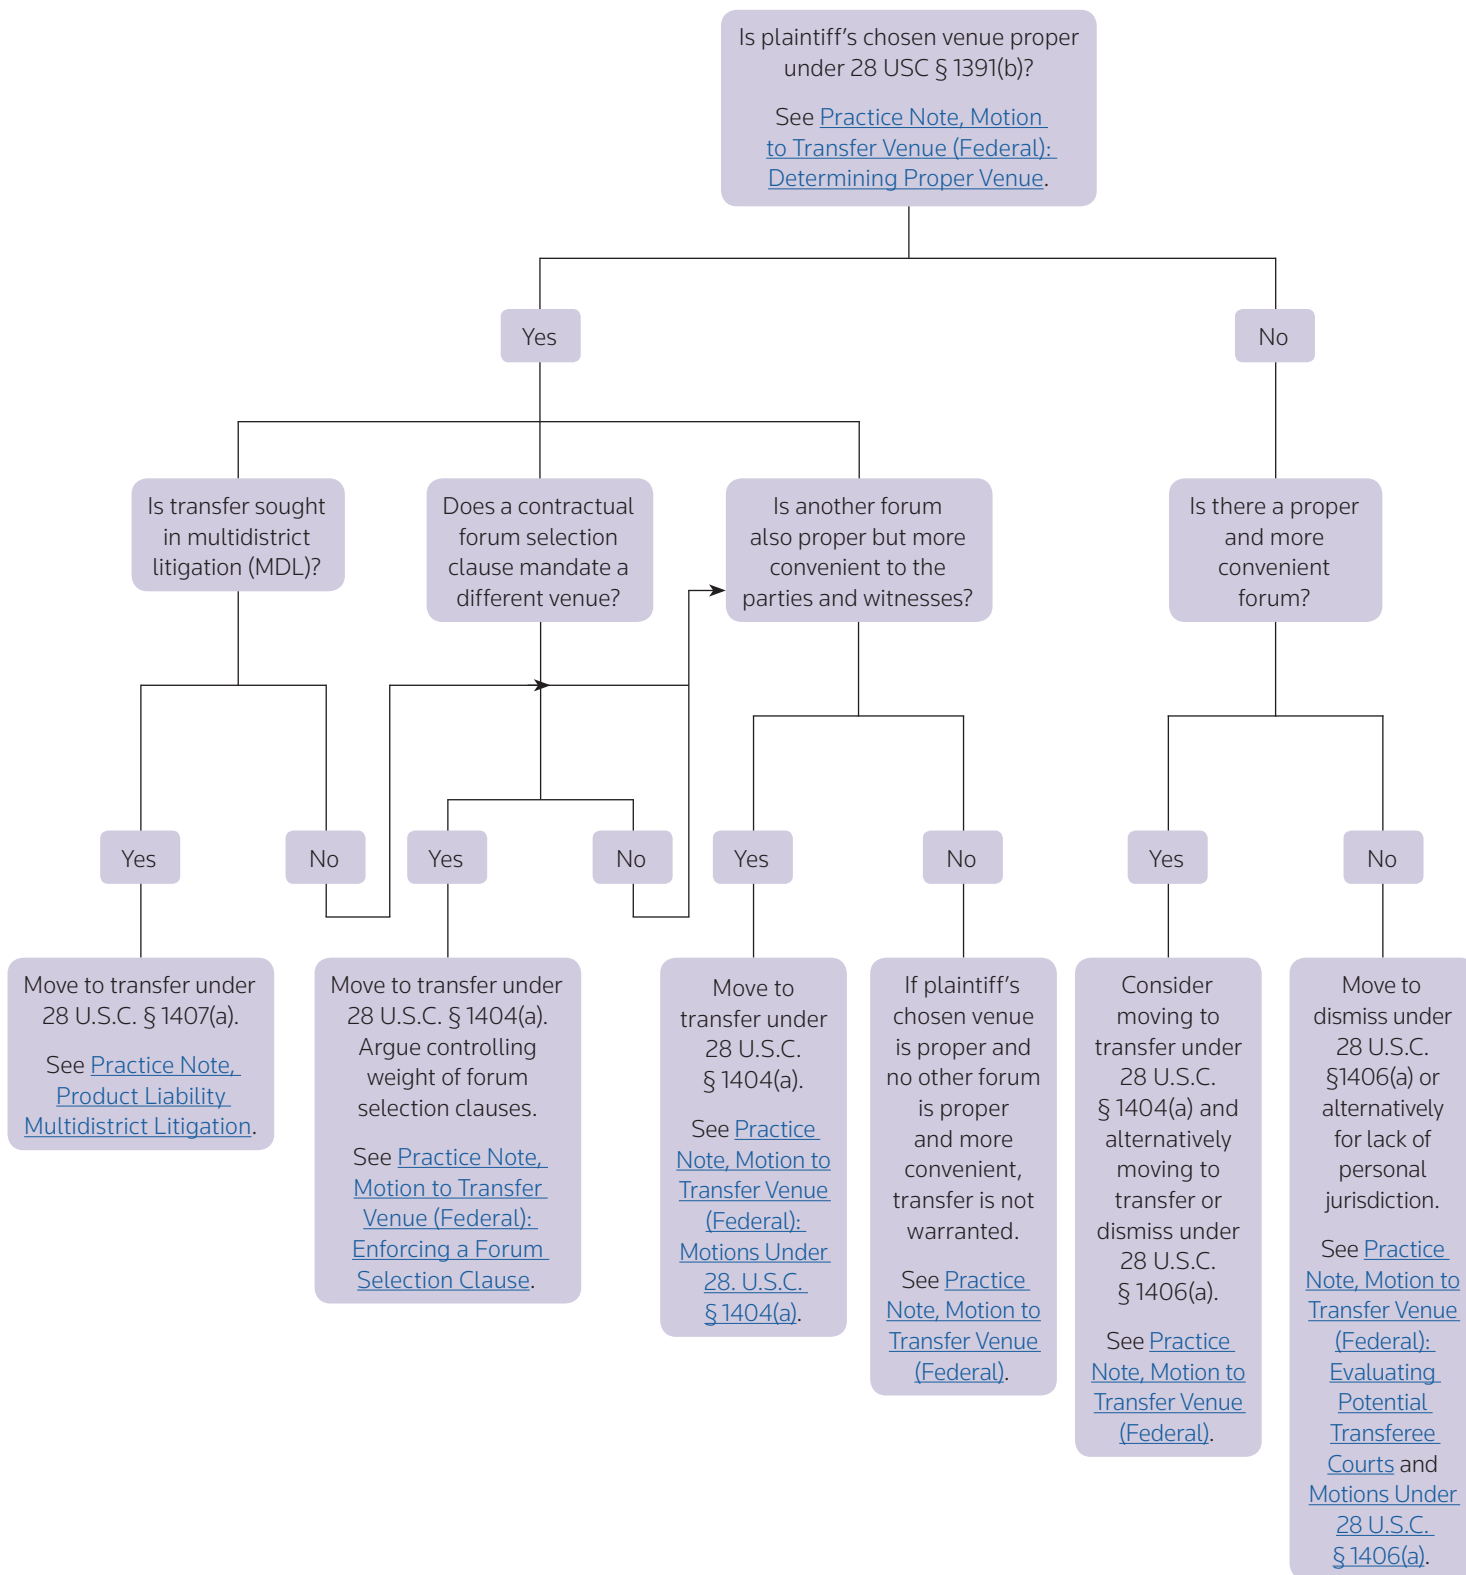 Is plaintiff's chosen venue proper
under 28 USC § 1391(b)?
See Practice Note, Motion
to Transfer Venue (Federal):
Determining Proper Venue.
Yes
No
Is transfer sought
in multidistrict
litigation (MDL)?
Does a contractual
forum selection
clause mandate a
different venue?
Is another forum
also proper but more
convenient to the
parties and witnesses?
Is there a proper
and more
convenient
forum?
Yes
No
Yes
No
Yes
No
Yes
No
Move to transfer under
28 U.S.C. § 1407(a).
See Practice Note,
Product Liability
Multidistrict Litigation.
Move to transfer under
28 U.S.C. § 1404(a).
Argue controlling
weight of forum
selection clauses.
See Practice Note,
Motion to Transfer
Venue (Federal):
Enforcing a Forum
Selection Clause.
Move to
transfer under
28 U.S.C.
§ 1404(a).
See Practice
Note, Motion to
Transfer Venue
(Federal):
Motions Under
28. U.S.C.
§ 1404(a).
If plaintiff's
chosen venue
is proper and
no other forum
is proper
and more
convenient,
transfer is not
warranted.
See Practice
Note, Motion to
Transfer Venue
(Federal).
Consider
moving to
transfer under
28 U.S.C.
§ 1404(a) and
alternatively
moving to
transfer or
dismiss under
28 U.S.C.
§ 1406(a).
See Practice
Note, Motion to
Transfer Venue
(Federal).
Move to
dismiss under
28 U.S.C.
§1406(a) or
alternatively
for lack of
personal
jurisdiction.
See Practice
Note, Motion to
Transfer Venue
(Federal):
Evaluating
Potential
Transferee
Courts and
Motions Under
28 U.S.C.
§ 1406(a).